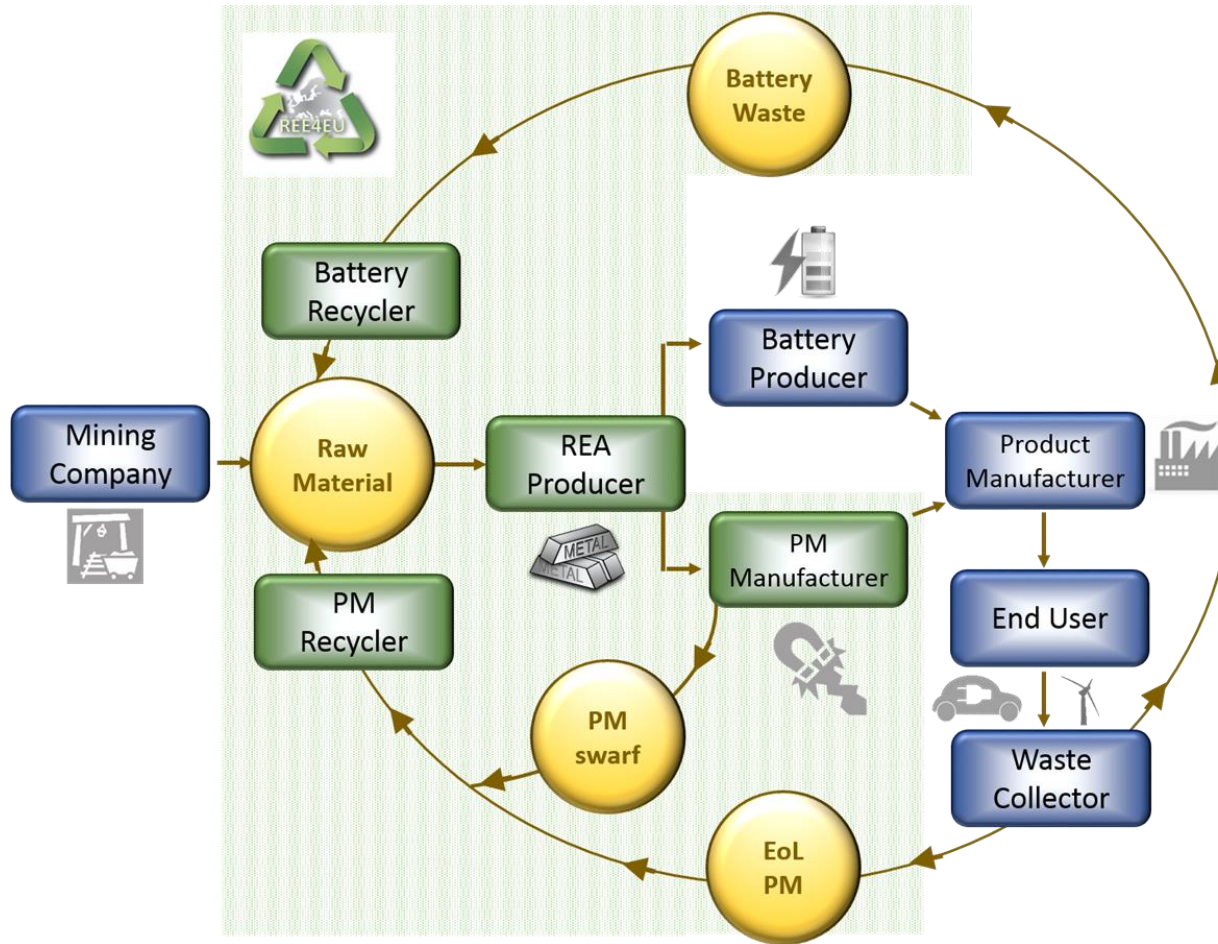 REE4EU
Battery
Waste
Battery
Recycler
Battery
Producer
Mining
Company
Raw
Material
REA
Producer
Product
Manufacturer
METAL
METAL
PM
Manufacturer
PM
Recycler
End User
PM
swarf
Waste
Collector
EoL
PM